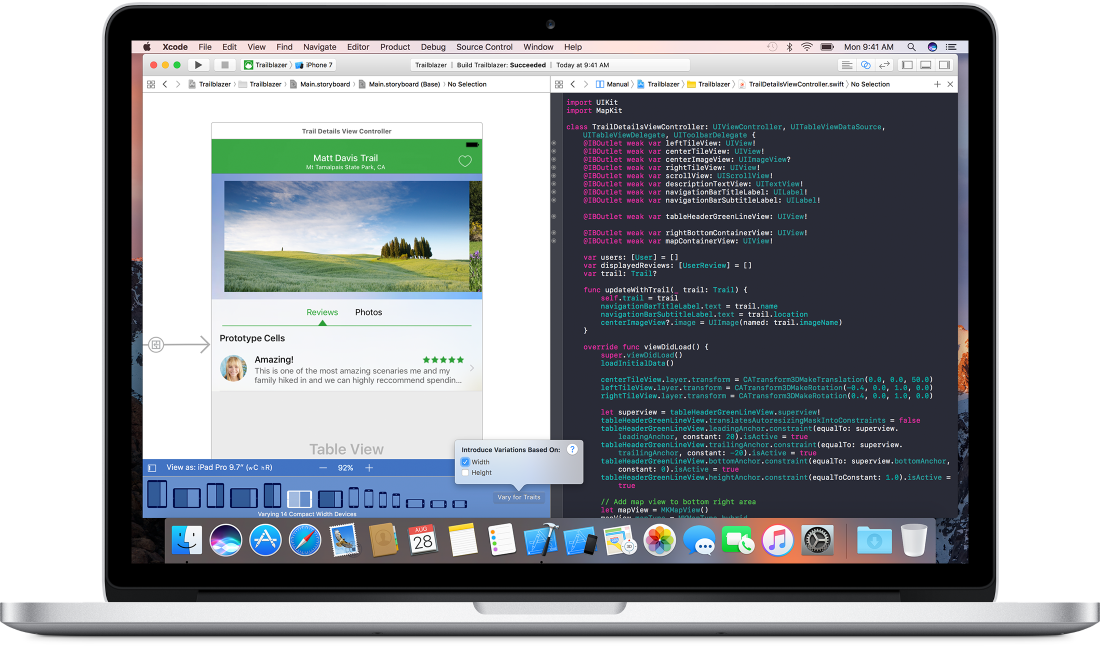 Xcode File Edit View Find Navigate Editor Product Debug Source Control Window Help
Mon 9:41 AM
Trailblazer iPhone 7
Trailblazer | Build Trailblazer: Succeeded | Today at 9:41 AM
Trailblazer Trailblazer Main.storyboard Main.storyboard (Base) No Selection
Manual Trailblazer Trailblazer TrailDetailsViewController.swift No Selection
Trail Details View Controller
Matt Davis Trail
Mt Tamalpais State Park, CA
Reviews Photos
Prototype Cells
Amazing!
This is one of the most amazing scenaries me and my
family hiked in and we can highly reccommend spendin...
Table View
View as: iPad Pro 9.7" (wC hR)
92%
Introduce Variations Based On: ?
Width
Height
Vary for Traits
Varying 14 Compact Width Devices
import UIKit
import MapKit
class TrailDetailsViewController: UIViewController, UITableViewDataSource,
UITableViewDelegate, UIToolbarDelegate {
@IBOutlet weak var leftTileView: UIView!
@IBOutlet weak var centerTileView: UIView!
@IBOutlet weak var centerImageView: UIImageView?
@IBOutlet weak var rightTileView: UIView!
@IBOutlet weak var scrollView: UIScrollView!
@IBOutlet weak var descriptionTextView: UITextView!
@IBOutlet weak var navigationBarTitleLabel: UILabel!
@IBOutlet weak var navigationBarSubtitleLabel: UILabel!
@IBOutlet weak var tableHeaderGreenLineView: UIView!
@IBOutlet weak var rightBottomContainerView: UIView!
@IBOutlet weak var mapContainerView: UIView!
var users: [User] = []
var displayedReviews: [UserReview] = []
var trail: Trail?
func updateWithTrail(_ trail: Trail) {
self.trail = trail
navigationBarTitleLabel.text = trail.name
navigationBarSubtitleLabel.text = trail.location
centerImageView?.image = UIImage(named: trail.imageName)
}
override func viewDidLoad() {
super.viewDidLoad()
loadInitialData()
centerTileView.layer.transform = CATransform3DMakeTranslation(0.0, 0.0, 50.0)
leftTileView.layer.transform = CATransform3DMakeRotation(-0.4, 0.0, 1.0, 0.0)
rightTileView.layer.transform = CATransform3DMakeRotation(0.4, 0.0, 1.0, 0.0)
let superview = tableHeaderGreenLineView.superview!
tableHeaderGreenLineView.translatesAutoresizingMaskIntoConstraints = false
tableHeaderGreenLineView.leadingAnchor.constraint(equalTo: superview.
leadingAnchor, constant: 20).isActive = true
tableHeaderGreenLineView.trailingAnchor.constraint(equalTo: superview.
trailingAnchor, constant: -20).isActive = true
tableHeaderGreenLineView.bottomAnchor.constraint(equalTo: superview.bottomAnchor,
constant: 0).isActive = true
tableHeaderGreenLineView.heightAnchor.constraint(equalToConstant: 1.0).isActive =
true
// Add map view to bottom right area
let mapView = MKMapView()
AUG
28